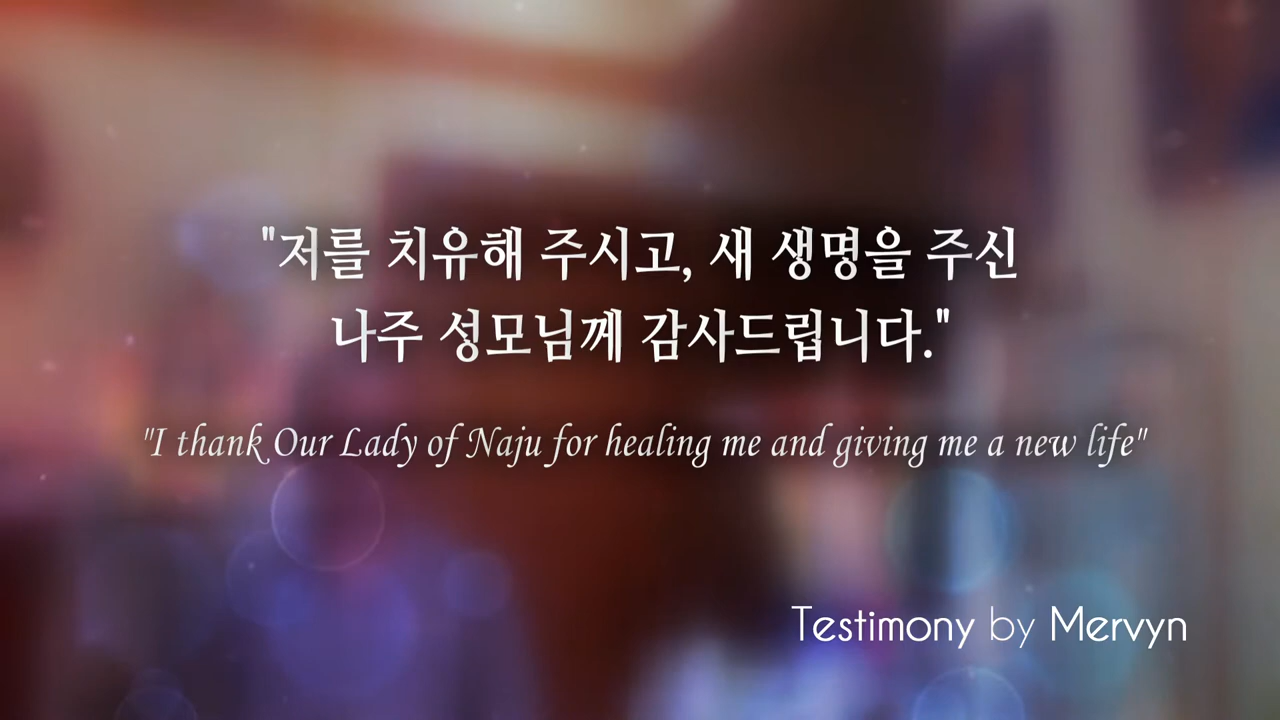 "저를 치유해 주시고, 새 생명을 주신
나주 성모님께 감사드립니다."
"I thank Our Lady of Naju for healing me and giving me a new life"
Testimony by Mervyn